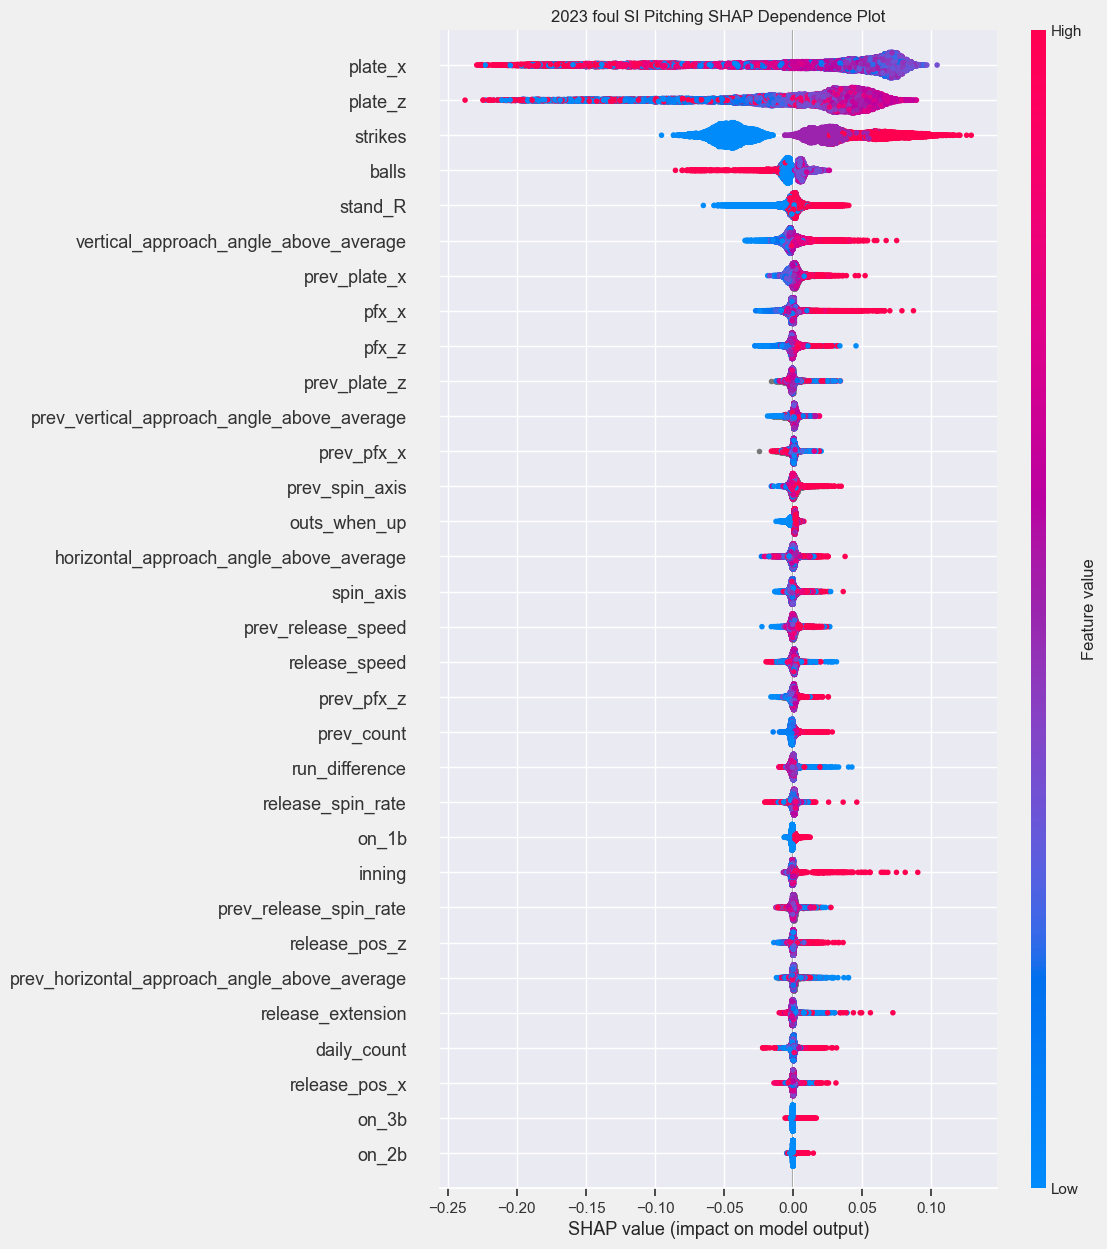 2023 foul SI Pitching SHAP Dependence Plot
High
plate_x
plate_z
strikes
balls
stand_R
vertical_approach_angle_above_average
prev_plate_x
pfx_x
pfx_z
prev_plate_z
prev_vertical_approach_angle_above_average
prev_pfx_x
prev_spin_axis
outs_when_up
horizontal_approach_angle_above_average
spin_axis
prev_release_speed
release_speed
prev_pfx_z
prev_count
run_difference
release_spin_rate
on_1b
inning
prev_release_spin_rate
release_pos_z
prev_horizontal_approach_angle_above_average
release_extension
daily_count
release_pos_x
on_3b
on_2b
Feature value
Low
−0.25 −0.20 −0.15 −0.10 −0.05 0.00 0.05 0.10
SHAP value (impact on model output)